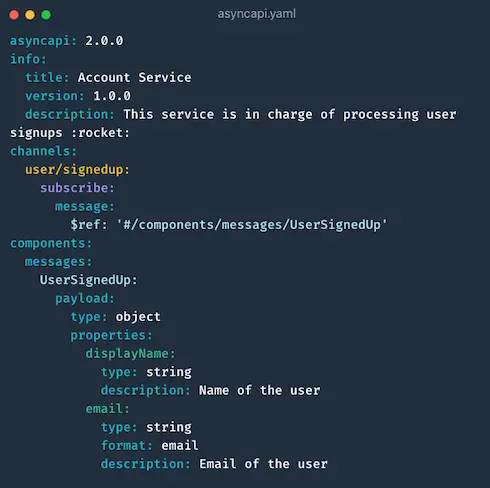 asyncapi.yaml
asyncapi: 2.0.0
info:
  title: Account Service
  version: 1.0.0
  description: This service is in charge of processing user
signups :rocket:
channels:
  user/signedup:
    subscribe:
      message:
        $ref: '#/components/messages/UserSignedUp'
components:
  messages:
    UserSignedUp:
      payload:
        type: object
        properties:
          displayName:
            type: string
            description: Name of the user
          email:
            type: string
            format: email
            description: Email of the user